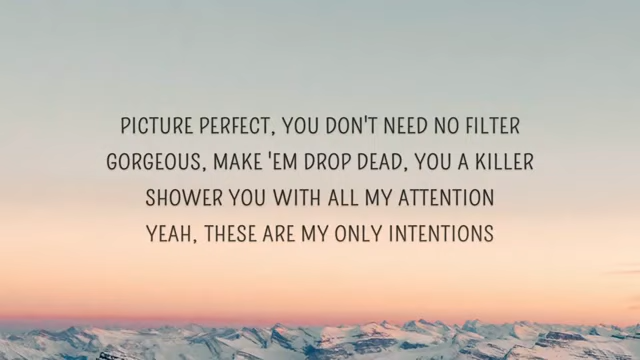 PICTURE PERFECT, YOU DON'T NEED NO FILTER
GORGEOUS, MAKE 'EM DROP DEAD, YOU A KILLER
SHOWER YOU WITH ALL MY ATTENTION
YEAH, THESE ARE MY ONLY INTENTIONS